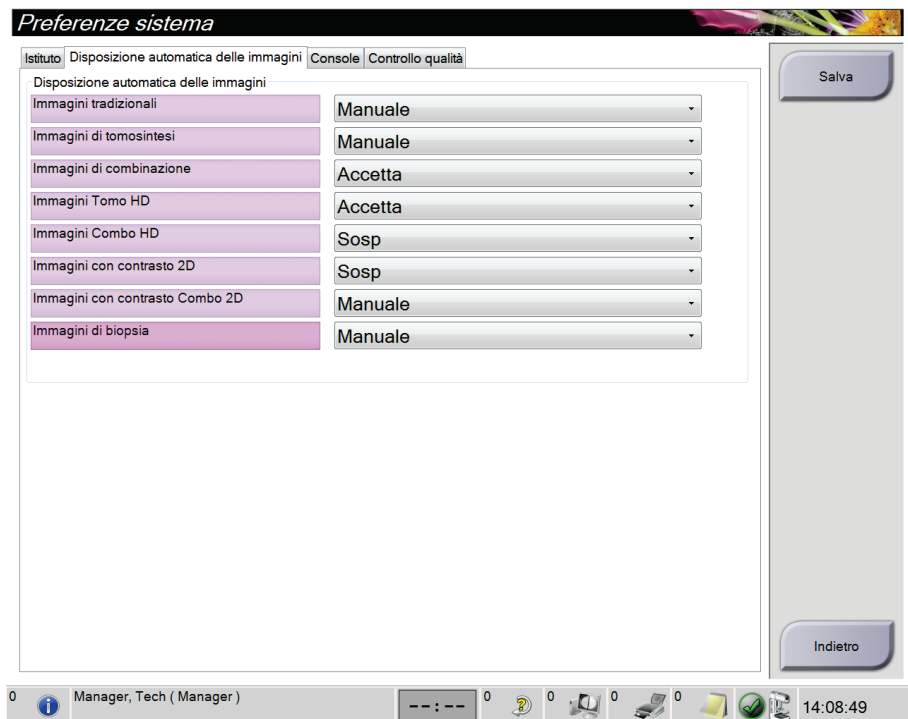 Preferenze sistema
Istituto Disposizione automatica delle immagini Console Controllo qualità
Salva
Disposizione automatica delle immagini
Immagini tradizionali Manuale
Immagini di tomosintesi Manuale
Immagini di combinazione Accetta
Immagini Tomo HD Accetta
Immagini Combo HD Sosp
Immagini con contrasto 2D Sosp
Immagini con contrasto Combo 2D Manuale
Immagini di biopsia Manuale
Indietro
0 Manager, Tech ( Manager ) --:-- 0 0 0 0 14:08:49